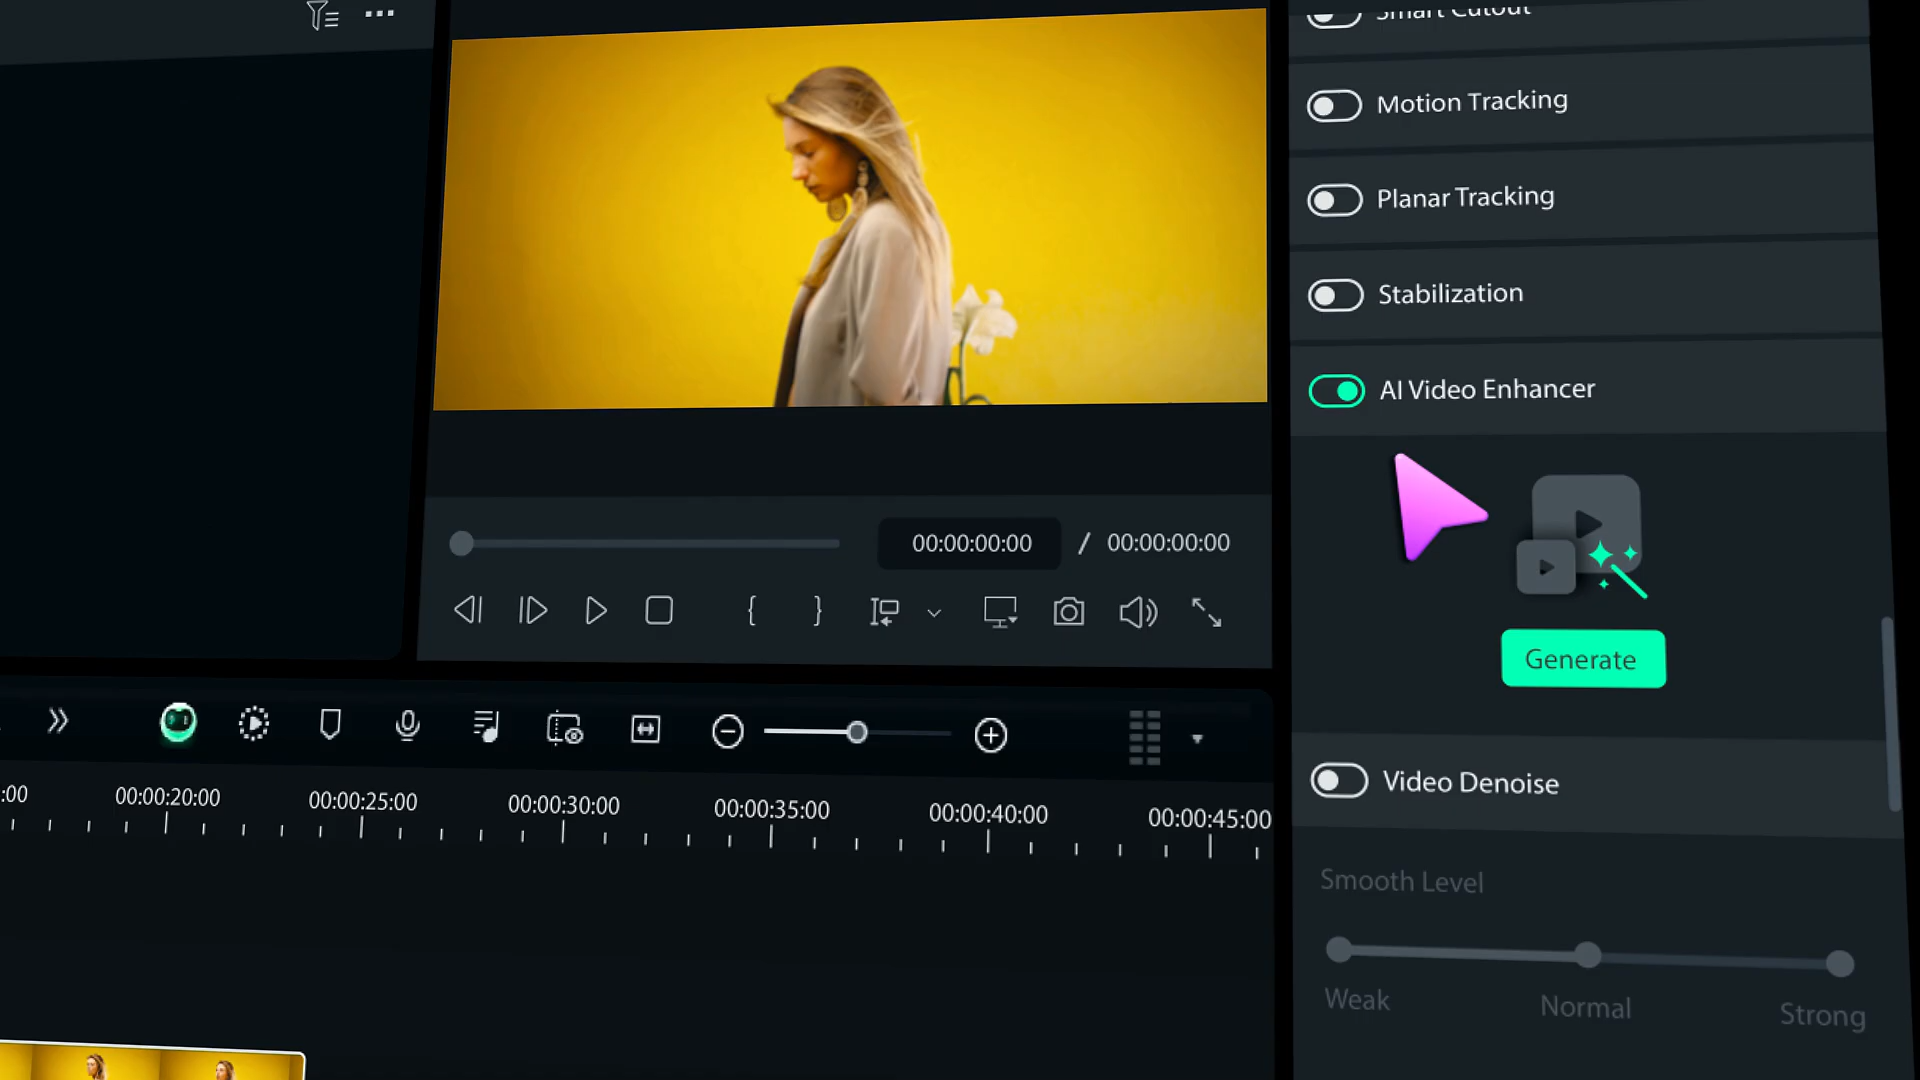 Smart Cutout
Motion Tracking
Planar Tracking
Stabilization
AI Video Enhancer
Generate
Video Denoise
Smooth Level
Weak
Normal
Strong
00:00:00:00 / 00:00:00:00
:00 00:00:20:00 00:00:25:00 00:00:30:00 00:00:35:00 00:00:40:00 00:00:45:00